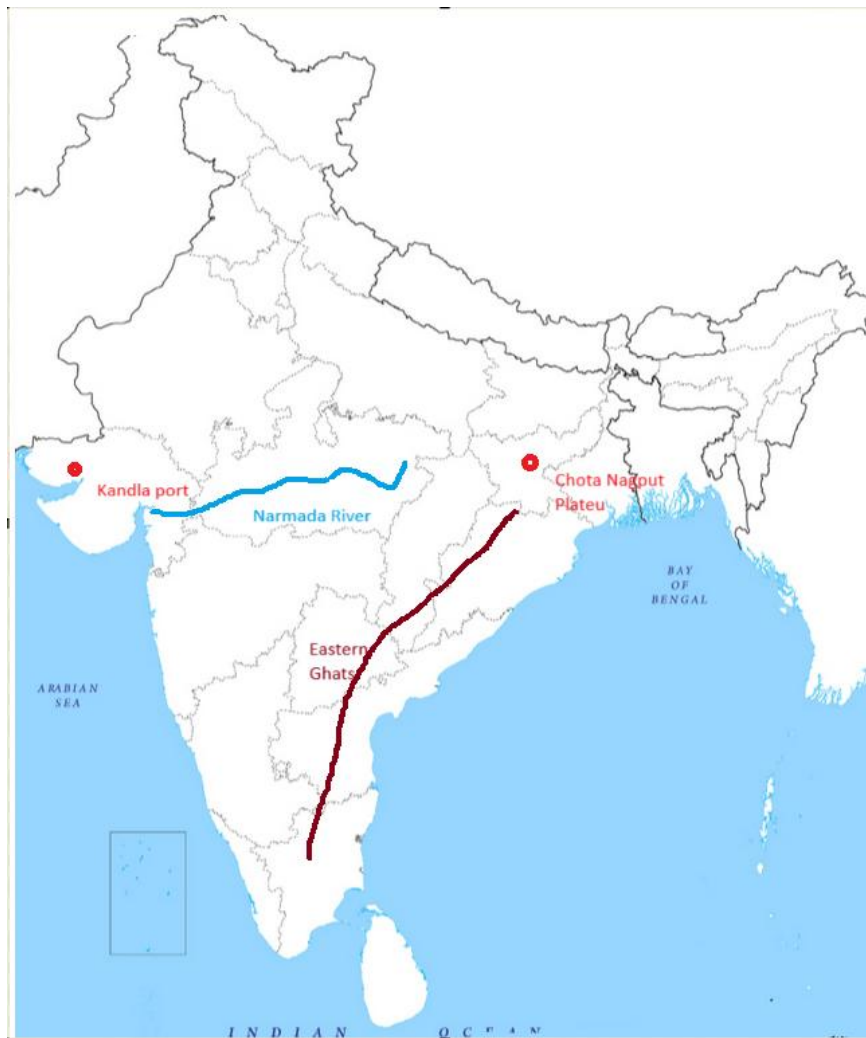 Kandla port
Chota Nagput
Plateu
Narmada River
BAY
OF
BENGAL
Eastern
Ghats
ARABIAN
SEA
INDIAN